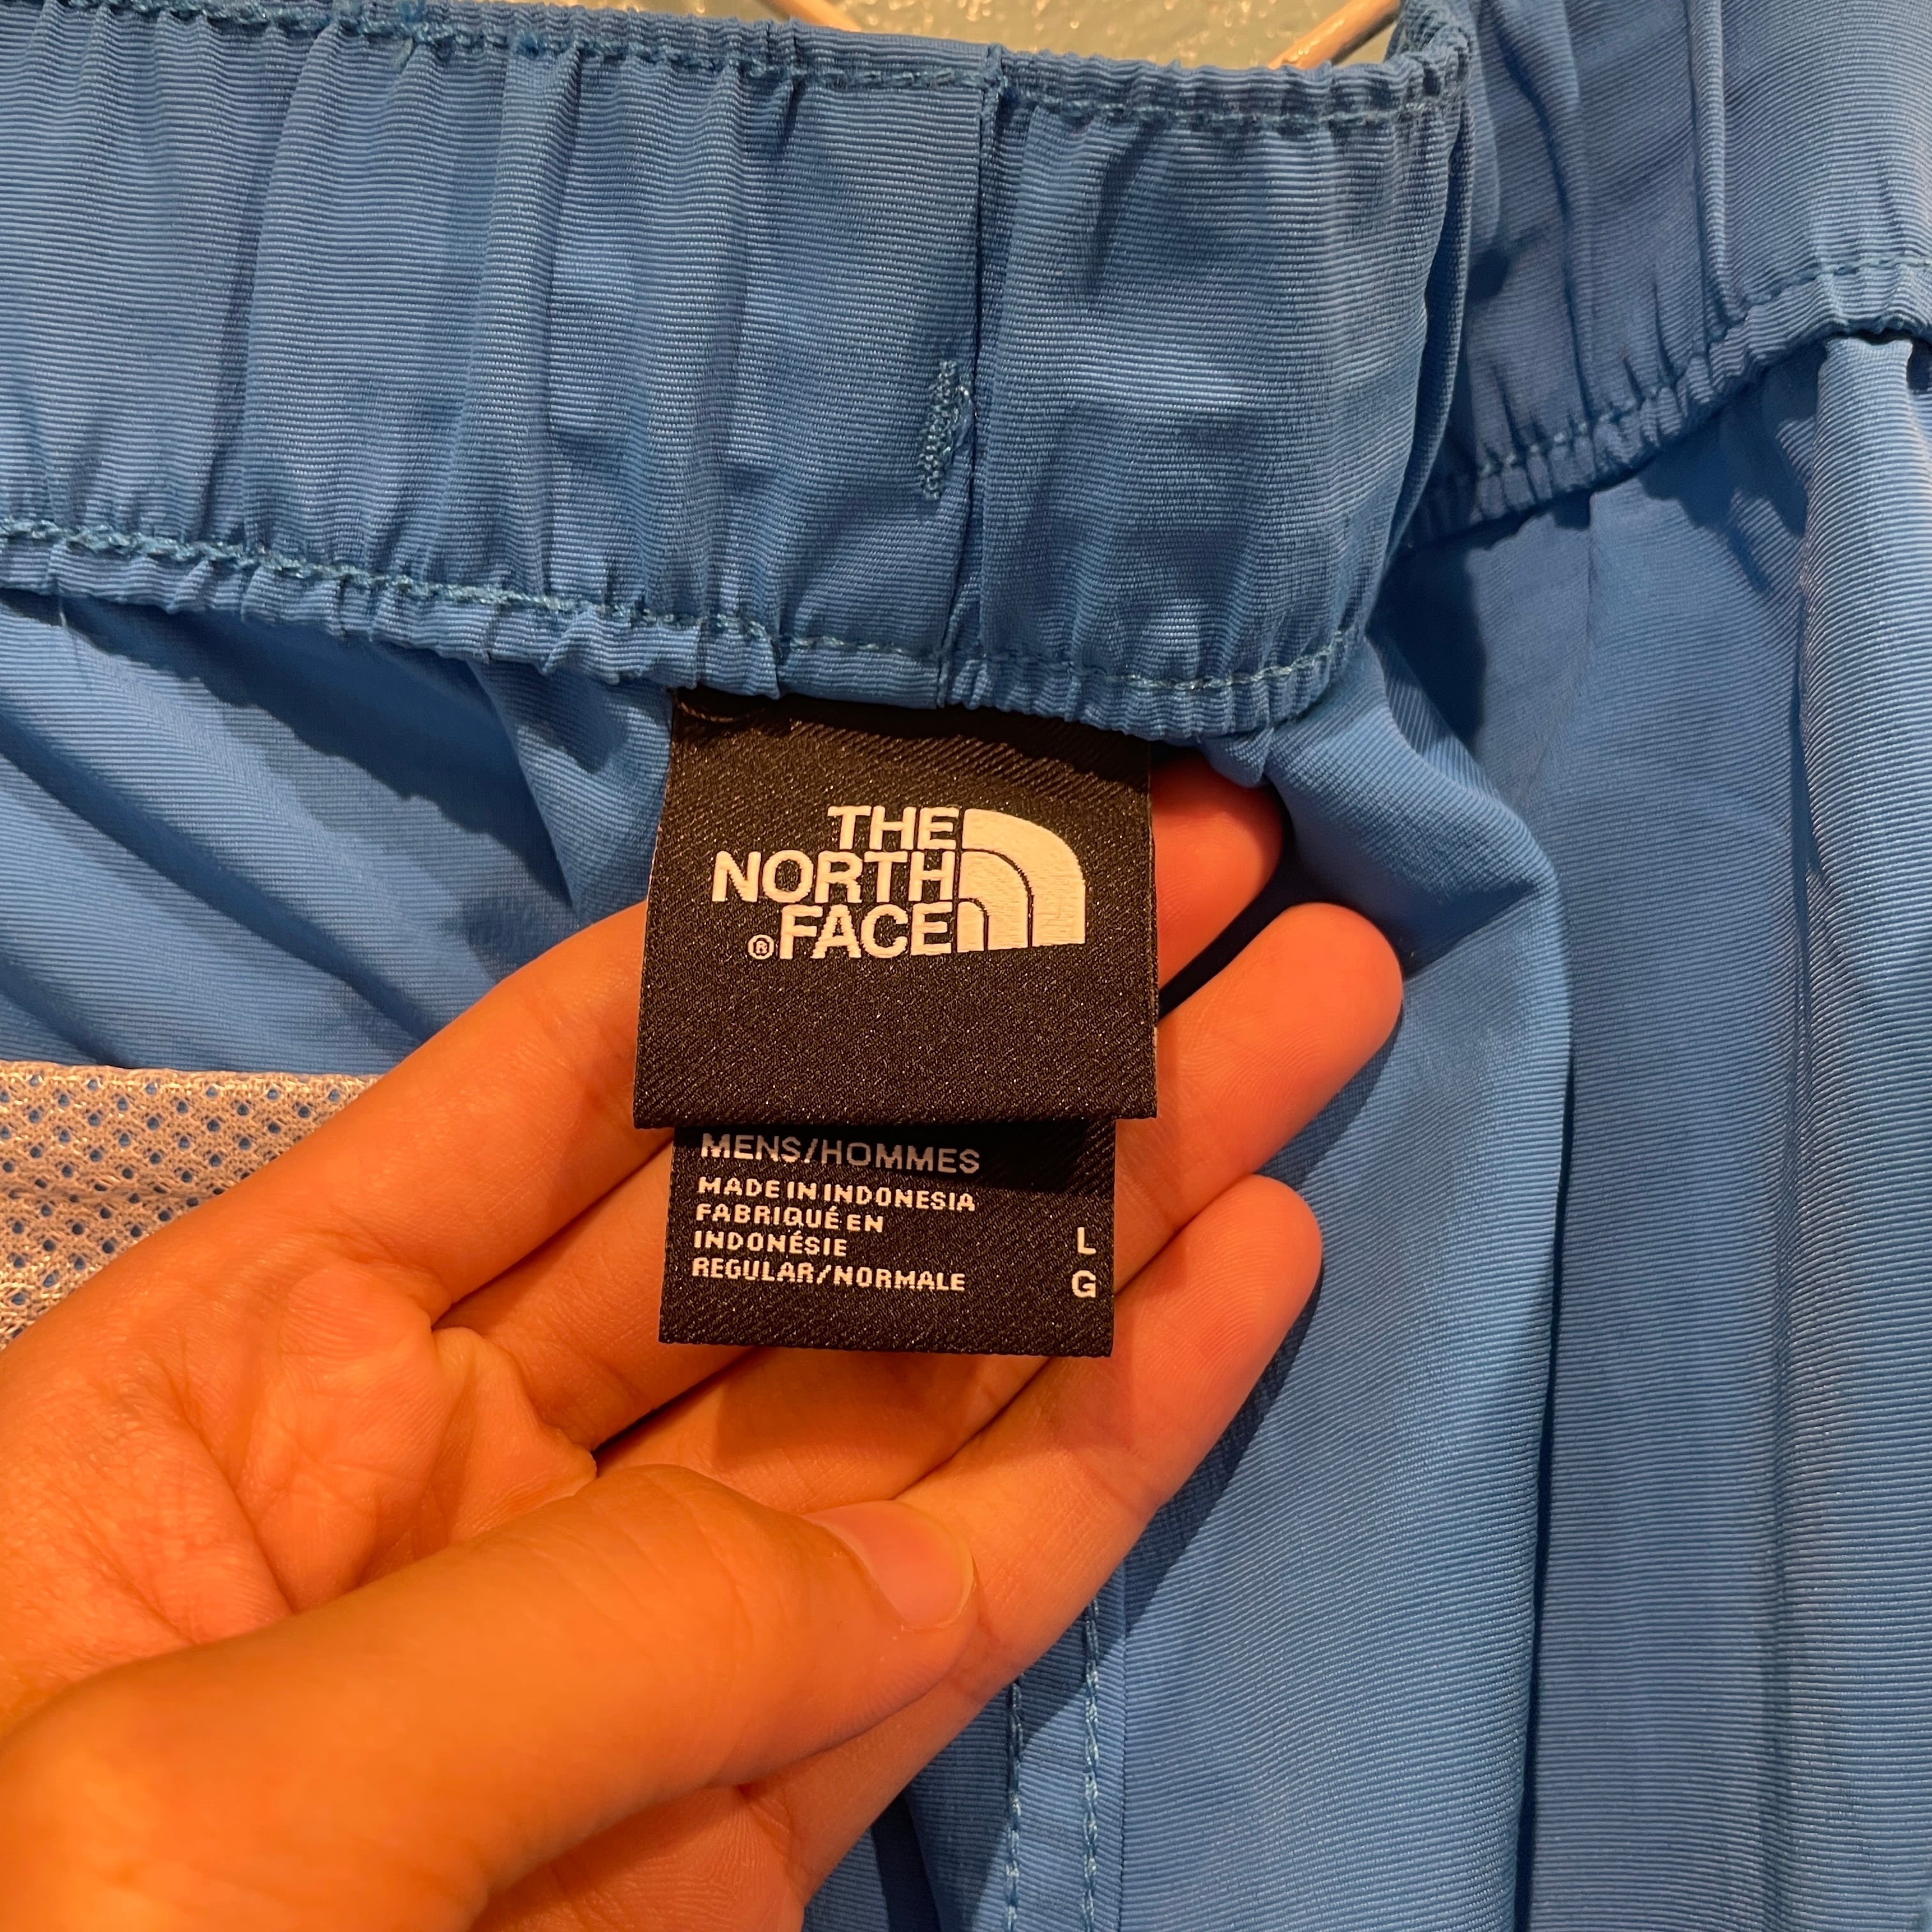 THE
NORTH
®FACE
MENS/HOMMES
MADE IN INDONESIA
FABRIQUÉ EN
INDONÉSIE
REGULAR/NORMALE
L
G